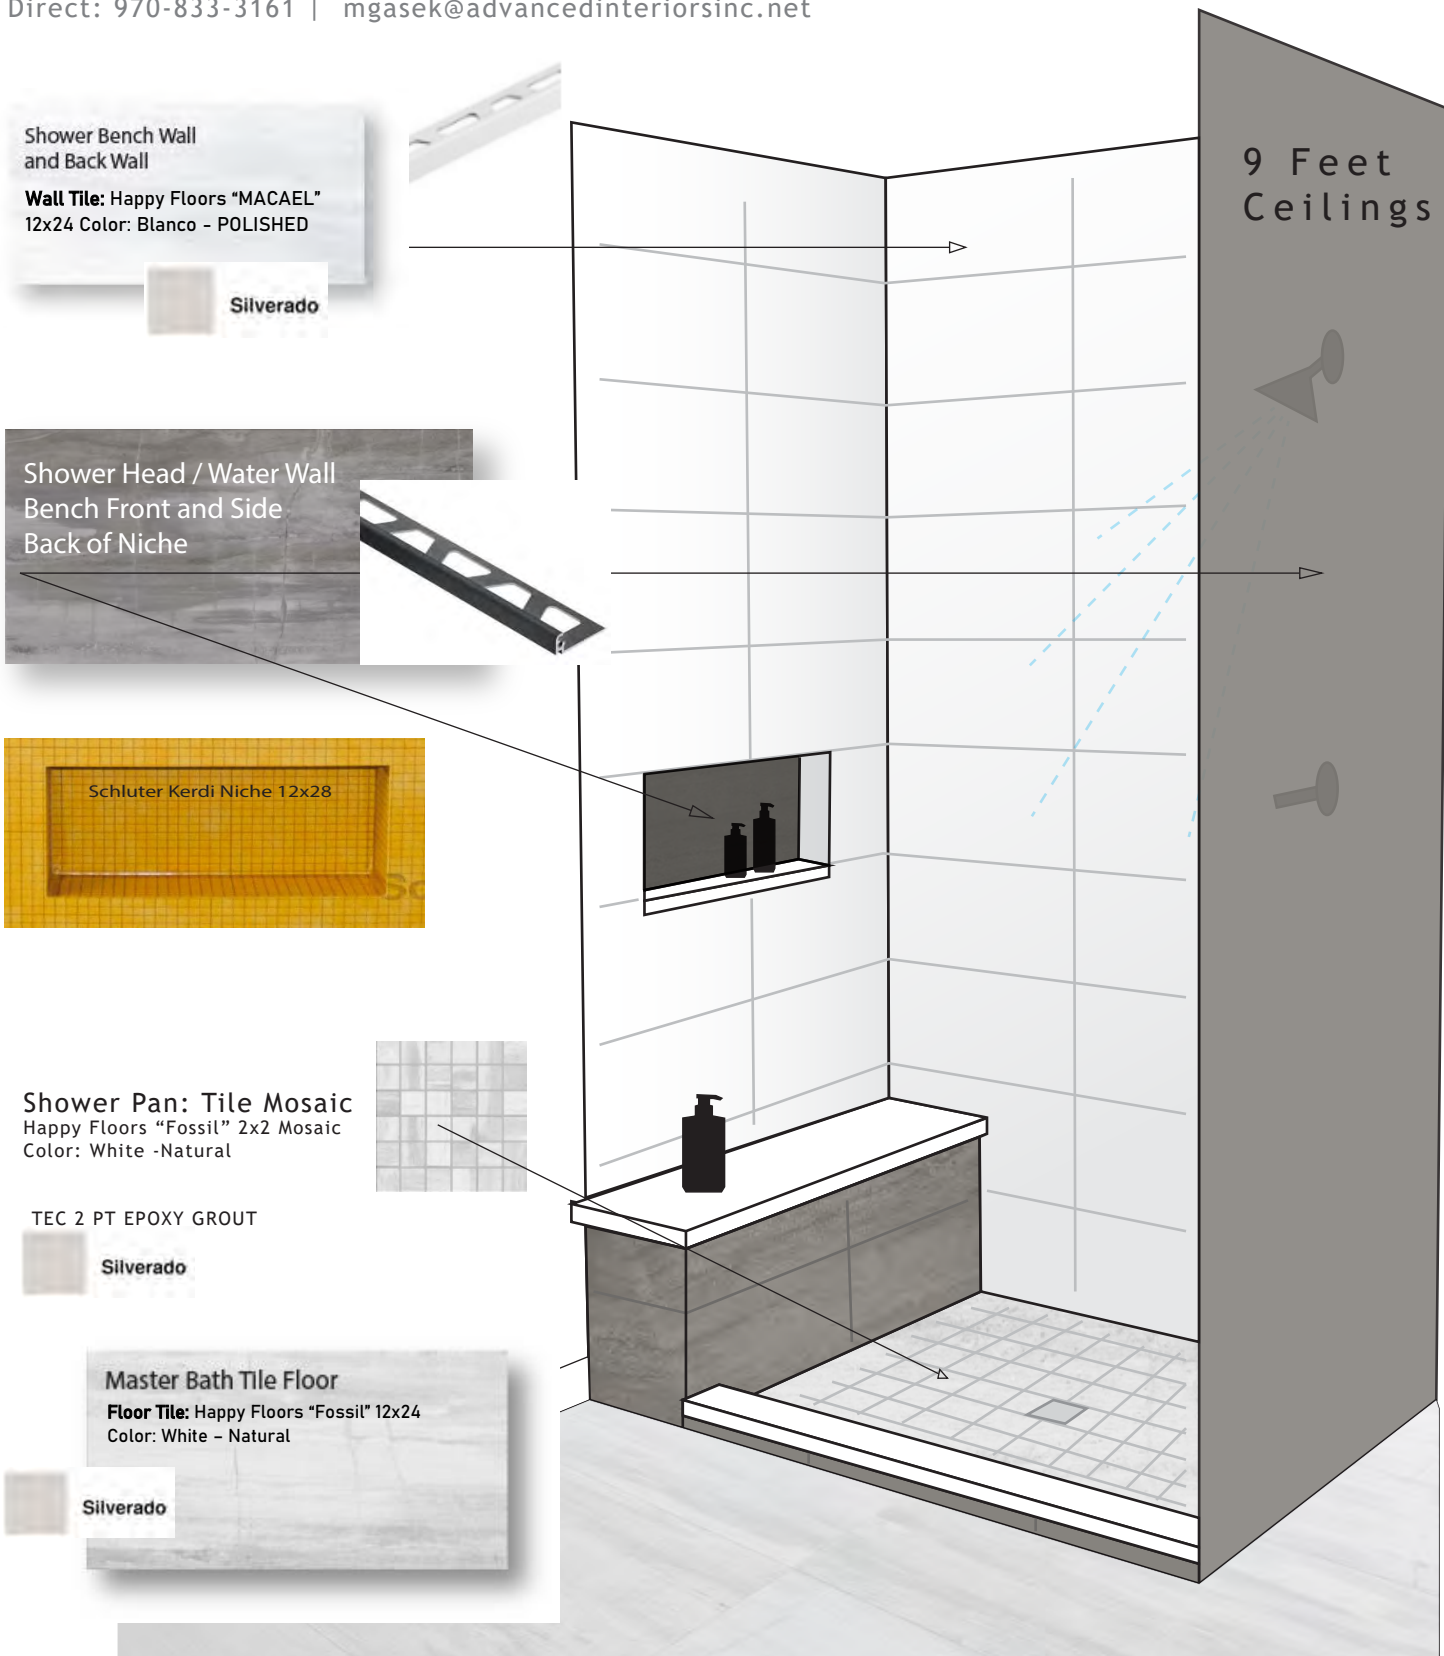 Direct: 970-833-3161 | mgasek@advancedinteriorsinc.net
Shower Bench Wall
and Back Wall
Wall Tile: Happy Floors “MACAEL”
12x24 Color: Blanco - POLISHED
Silverado
9 Feet
Ceilings
Shower Head / Water Wall
Bench Front and Side
Back of Niche
Schluter Kerdi Niche 12x28
Shower Pan: Tile Mosaic
Happy Floors “Fossil” 2x2 Mosaic
Color: White -Natural
TEC 2 PT EPOXY GROUT
Silverado
Master Bath Tile Floor
Floor Tile: Happy Floors “Fossil” 12x24
Color: White – Natural
Silverado